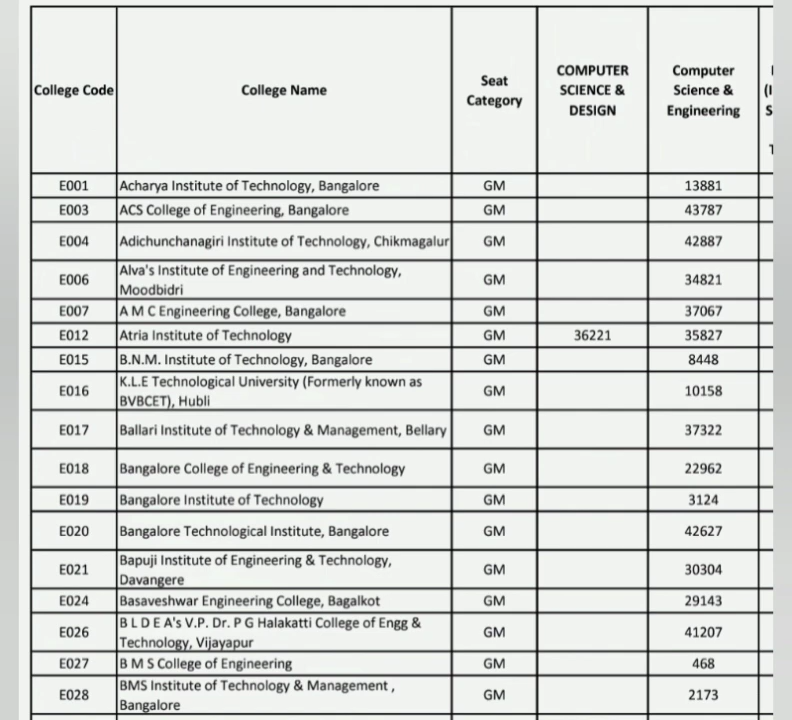 College Code College Name Seat Category COMPUTER SCIENCE & DESIGN Computer Science & Engineering
E001 Acharya Institute of Technology, Bangalore GM 13881
E003 ACS College of Engineering, Bangalore GM 43787
E004 Adichunchanagiri Institute of Technology, Chikmagalur GM 42887
E006 Alva's Institute of Engineering and Technology, Moodbidri GM 34821
E007 A M C Engineering College, Bangalore GM 37067
E012 Atria Institute of Technology GM 36221 35827
E015 B.N.M. Institute of Technology, Bangalore GM 8448
E016 K.L.E Technological University (Formerly known as BVBCET), Hubli GM 10158
E017 Ballari Institute of Technology & Management, Bellary GM 37322
E018 Bangalore College of Engineering & Technology GM 22962
E019 Bangalore Institute of Technology GM 3124
E020 Bangalore Technological Institute, Bangalore GM 42627
E021 Bapuji Institute of Engineering & Technology, Davangere GM 30304
E024 Basaveshwar Engineering College, Bagalkot GM 29143
E026 B L D E A's V.P. Dr. P G Halakatti College of Engg & Technology, Vijayapur GM 41207
E027 B M S College of Engineering GM 468
E028 BMS Institute of Technology & Management , Bangalore GM 2173